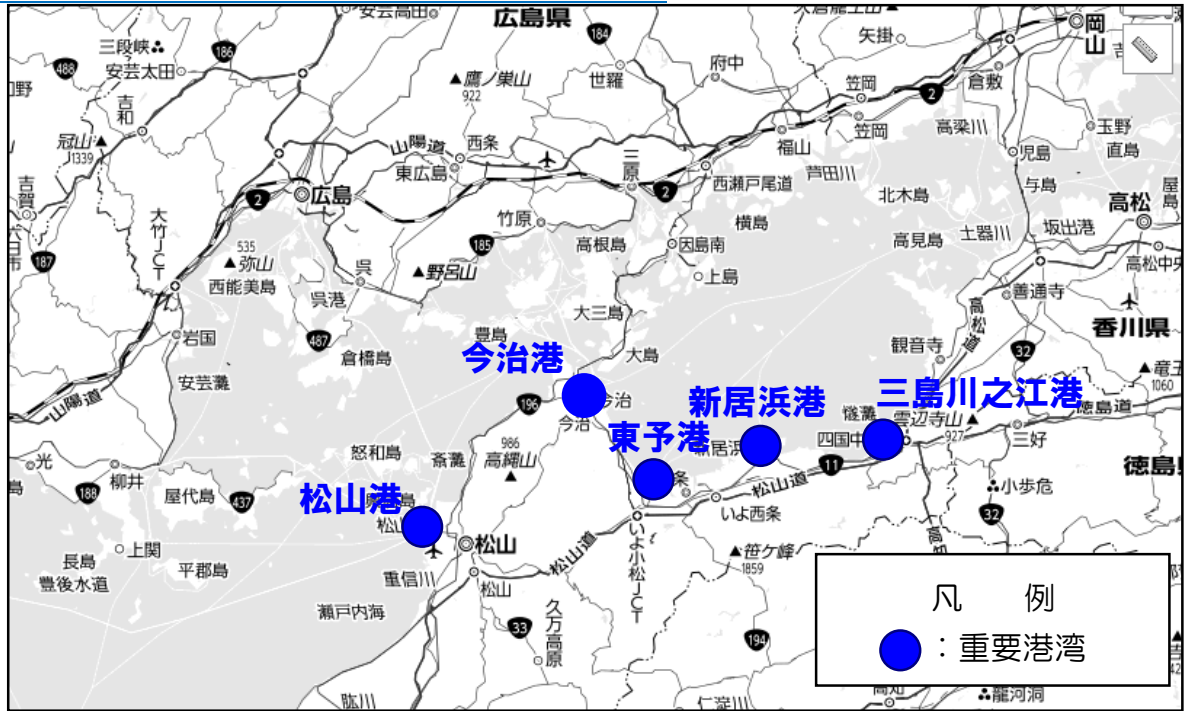 広島県
安芸高田
三段峡
安芸太田
186
488
吉和
冠山
1339
吉賀
187
184
世羅
鷹ノ巣山
922
府中
矢掛
笠岡
2
倉敷
岡山
山陽道
西条
東広島
三原
2
西瀬戸尾道
福山
笠岡
芦田川
高梁川
児島
玉野
直島
広島
2
竹原
185
横島
高根島
因島南
上島
北木島
与島
屋島
高松
高見島
土器川
坂出港
高松中央
大竹JCT
535
弥山
西能美島
呉
呉港
野呂山
487
倉橋島
豊島
大三島
大島
善通寺
高松道
香川県
32
観音寺
竜王
1060
岩国
安芸灘
山陽道
今治港
196
今治
今治
新居浜港
三島川之江港
燧灘
雲辺寺山
927
徳島道
東予港
四国中
11
三好
徳島県
986
高縄山
怒和島
斎灘
光
柳井
188
屋代島
437
松山港
松山
松山
松山道
松山道
いよ西条
いよ小松JCT
小歩危
32
笹ケ峰
1859
上関
長島
平郡島
豊後水道
重信川
瀬戸内海
33
久万高原
194
肱川
仁淀川
高知
龍河洞
凡 例
：重要港湾